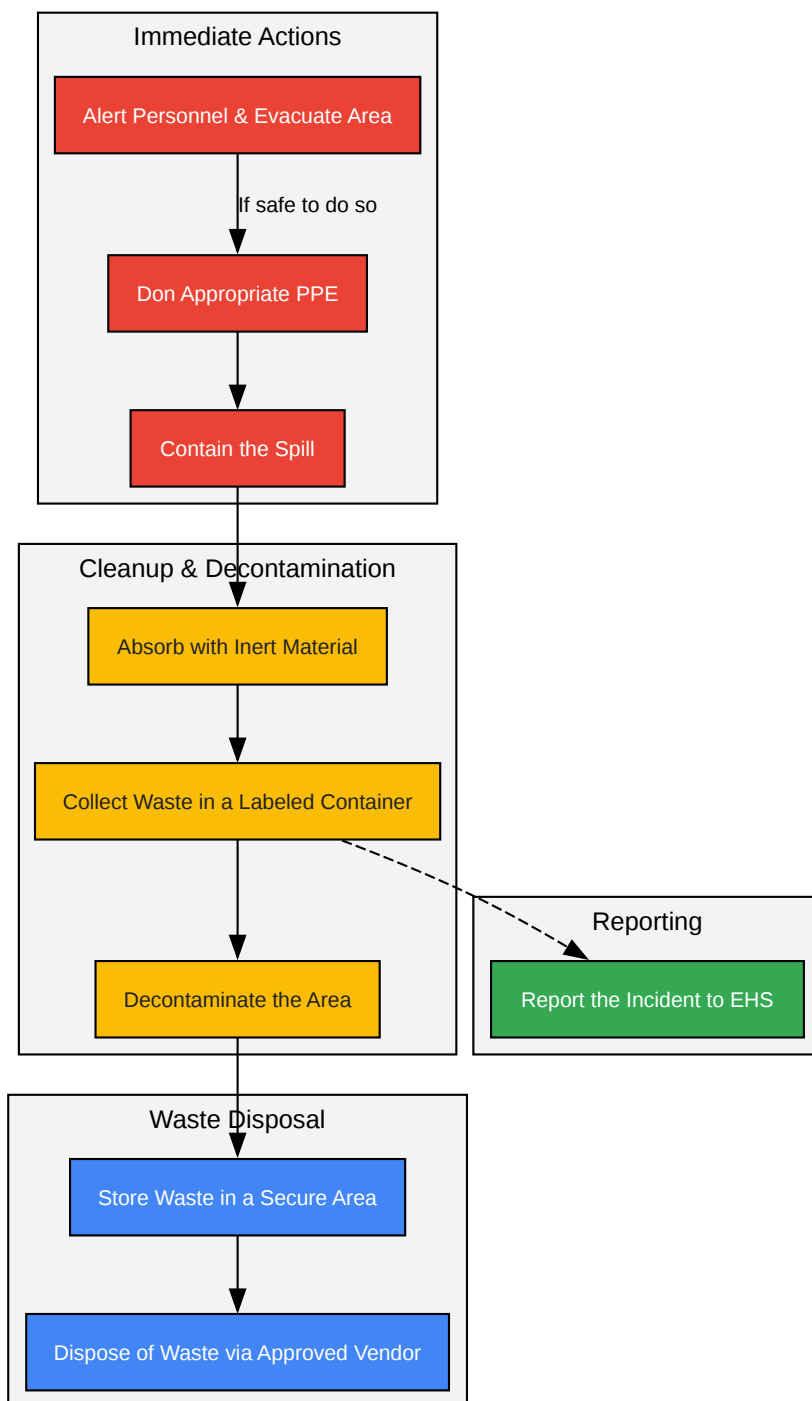 Immediate Actions
Alert Personnel & Evacuate Area
If safe to do so
Don Appropriate PPE
Contain the Spill
Cleanup & Decontamination
Absorb with Inert Material
Collect Waste in a Labeled Container
Decontaminate the Area
Reporting
Report the Incident to EHS
Waste Disposal
Store Waste in a Secure Area
Dispose of Waste via Approved Vendor